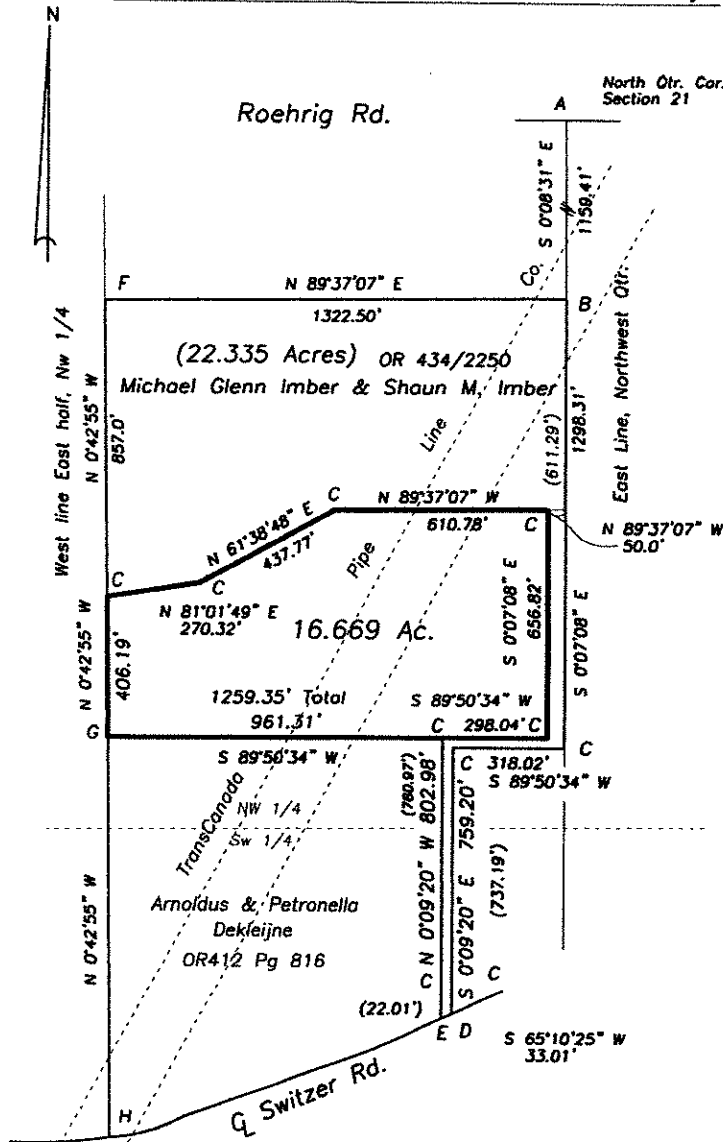 N
North Qtr. Cor.
Section 21
A
Roehrig Rd.
S 0°08'31" E
1159.41'
Co.
F
N 89°37'07" E
B
1322.50'
(22.335 Acres) OR 434/2250
Michael Glenn Imber & Shaun M, Imber
West line East half, Nw 1/4
N 0°42'55" W
857.0'
Line
(611.29')
1298.31'
East Line, Northwest Qtr.
C
N 89°37'07" W
610.78'
C
N 89°37'07" W
50.0'
N 61°38'48" E
437.77'
Pipe
C
C
N 81°01'49" E
270.32'
16.669 Ac.
S 0°07'08" E
656.82'
S 0°07'08" E
N 0°42'55" W
406.19'
1259.35' Total
961.31'
S 89°50'34" W
C
298.04'
C
G
S 89°50'34" W
C
318.02'
C
S 89°50'34" W
TransCanada
NW 1/4
Sw 1/4
(780.97')
N 0°09'20" W 802.98'
S 0°09'20" E 759.20'
(737.19')
N 0°42'55" W
Arnoldus & Petronella
Dekleijne
OR412 Pg 816
C
C
(22.01')
E
D
S 65°10'25" W
33.01'
H
CL Switzer Rd.